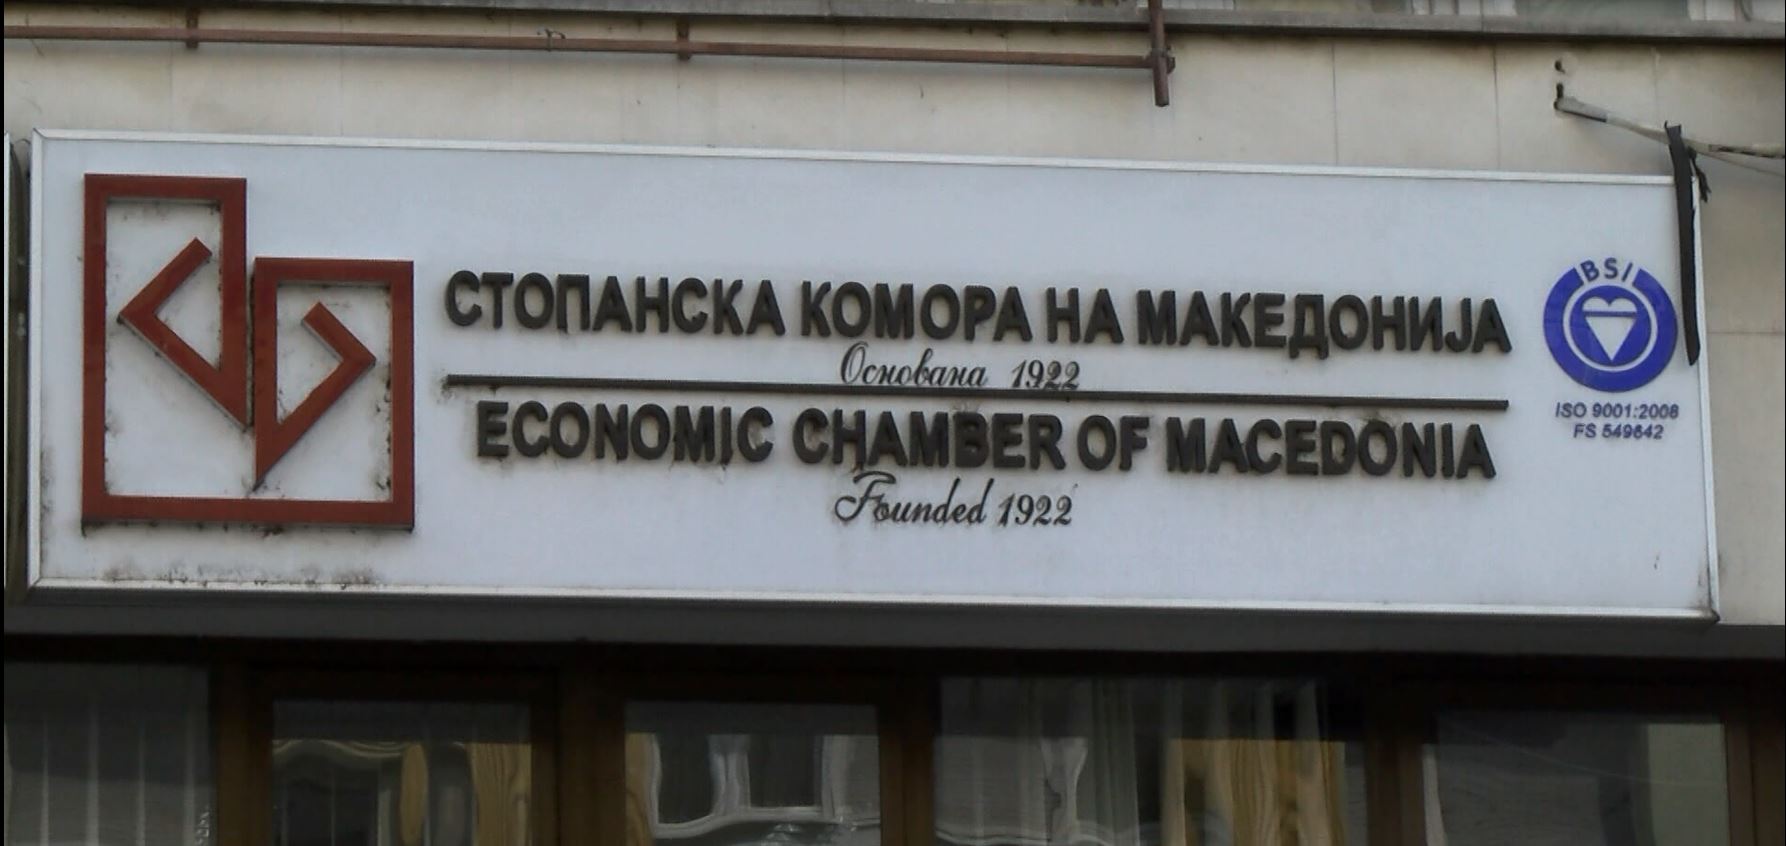 СТОПАНСКА КОМОРА НА МАКЕДОНИЈА
Основана 1922
ECONOMIC CHAMBER OF MACEDONIA
Founded 1922
BSI
ISO 9001:2008
FS 549642